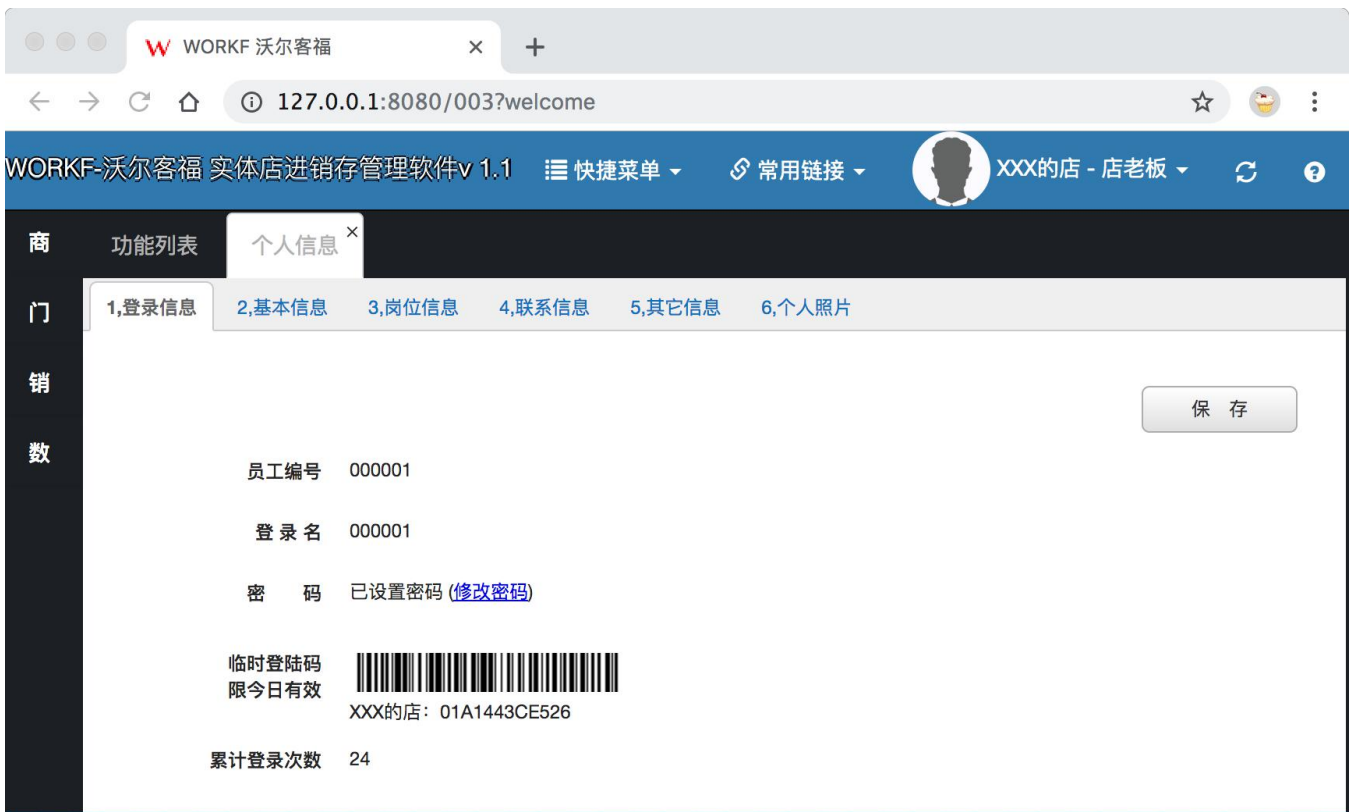 WORKF 沃尔客福
127.0.0.1:8080/003?welcome
WORKF-沃尔客福 实体店进销存管理软件v 1.1 快捷菜单 常用链接 XXX的店 - 店老板
商 功能列表 个人信息
门 1,登录信息 2,基本信息 3,岗位信息 4,联系信息 5,其它信息 6,个人照片
销
保 存
数
员工编号 000001
登 录 名 000001
密 码 已设置密码 (修改密码)
临时登陆码
限今日有效
XXX的店：01A1443CE526
累计登录次数 24